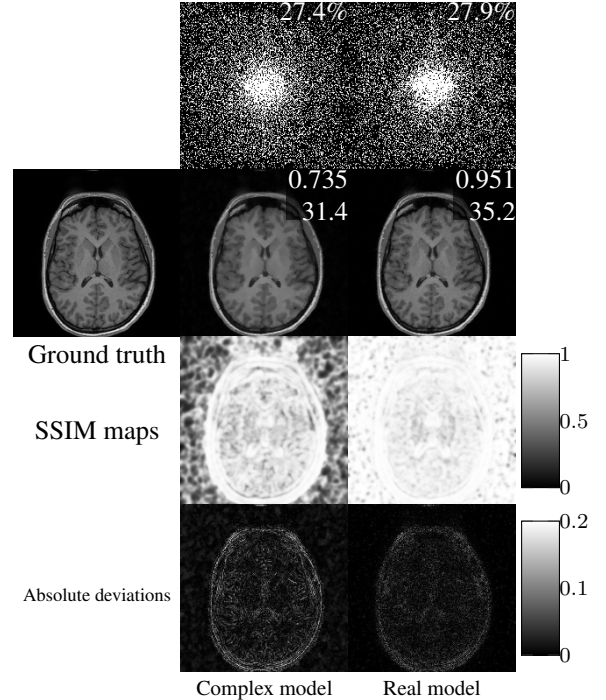 27.4% 27.9%
0.735 0.951
31.4 35.2
Ground truth
1
SSIM maps
0.5
0
0.2
Absolute deviations
0.1
0
Complex model Real model